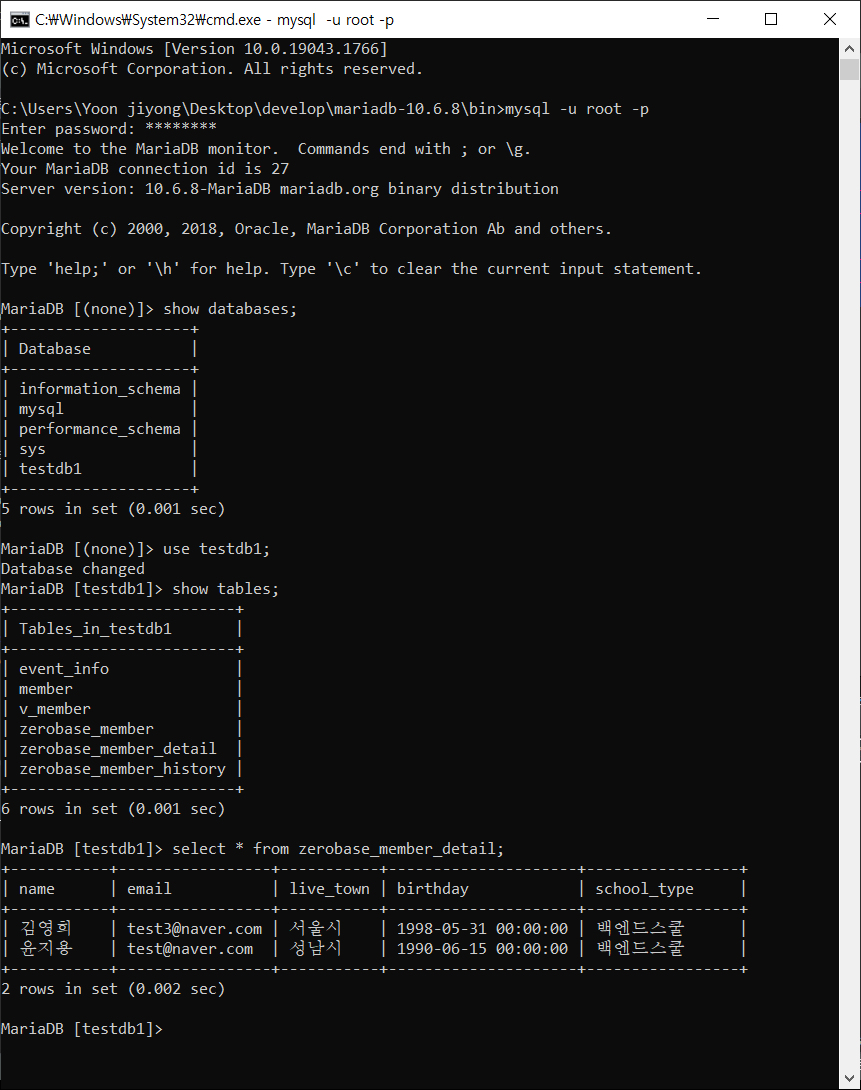 C:₩Windows₩System32₩cmd.exe - mysql  -u root -p
Microsoft Windows [Version 10.0.19043.1766]
(c) Microsoft Corporation. All rights reserved.
C:\Users\Yoon jiyong\Desktop\develop\mariadb-10.6.8\bin>mysql -u root -p
Enter password: ********
Welcome to the MariaDB monitor.  Commands end with ; or \g.
Your MariaDB connection id is 27
Server version: 10.6.8-MariaDB mariadb.org binary distribution
Copyright (c) 2000, 2018, Oracle, MariaDB Corporation Ab and others.
Type 'help;' or '\h' for help. Type '\c' to clear the current input statement.
MariaDB [(none)]> show databases;
+--------------------+
| Database           |
+--------------------+
| information_schema |
| mysql              |
| performance_schema |
| sys                |
| testdb1            |
+--------------------+
5 rows in set (0.001 sec)
MariaDB [(none)]> use testdb1;
Database changed
MariaDB [testdb1]> show tables;
+-------------------------+
| Tables_in_testdb1       |
+-------------------------+
| event_info              |
| member                  |
| v_member                |
| zerobase_member         |
| zerobase_member_detail  |
| zerobase_member_history |
+-------------------------+
6 rows in set (0.001 sec)
MariaDB [testdb1]> select * from zerobase_member_detail;
+-----------+-----------------+-----------+---------------------+-----------------+
| name      | email           | live_town | birthday            | school_type     |
+-----------+-----------------+-----------+---------------------+-----------------+
| 김영희    | test3@naver.com | 서울시    | 1998-05-31 00:00:00 | 백엔드스쿨      |
| 윤지용    | test@naver.com  | 성남시    | 1990-06-15 00:00:00 | 백엔드스쿨      |
+-----------+-----------------+-----------+---------------------+-----------------+
2 rows in set (0.002 sec)
MariaDB [testdb1]>